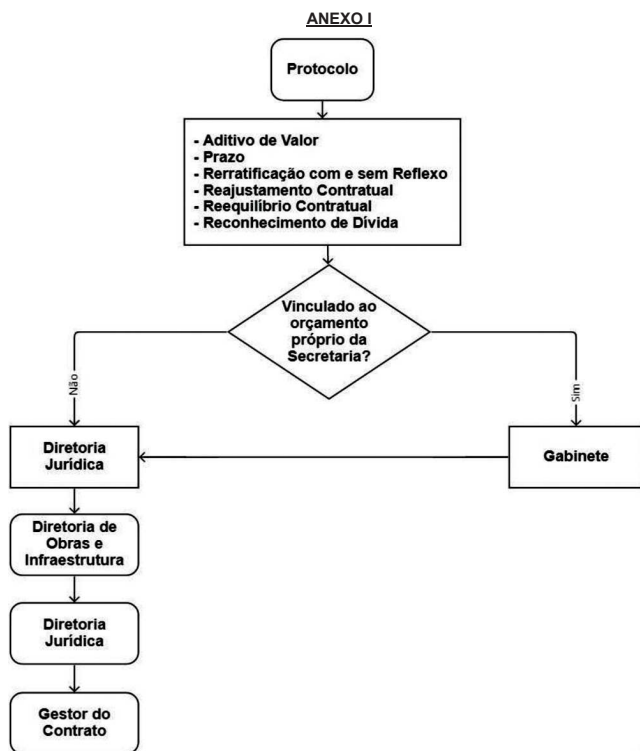 ANEXO I
Protocolo
- Aditivo de Valor
- Prazo
- Rerratificação com e sem Reflexo
- Reajustamento Contratual
- Reequilíbrio Contratual
- Reconhecimento de Dívida
Vinculado ao
orçamento
próprio da
Secretaria?
Não
Sim
Diretoria
Jurídica
Gabinete
Diretoria de
Obras e
Infraestrutura
Diretoria
Jurídica
Gestor do
Contrato